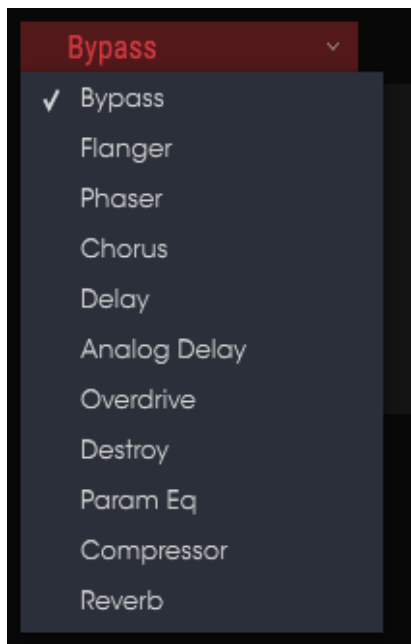 Bypass
Bypass
Flanger
Phaser
Chorus
Delay
Analog Delay
Overdrive
Destroy
Param Eq
Compressor
Reverb